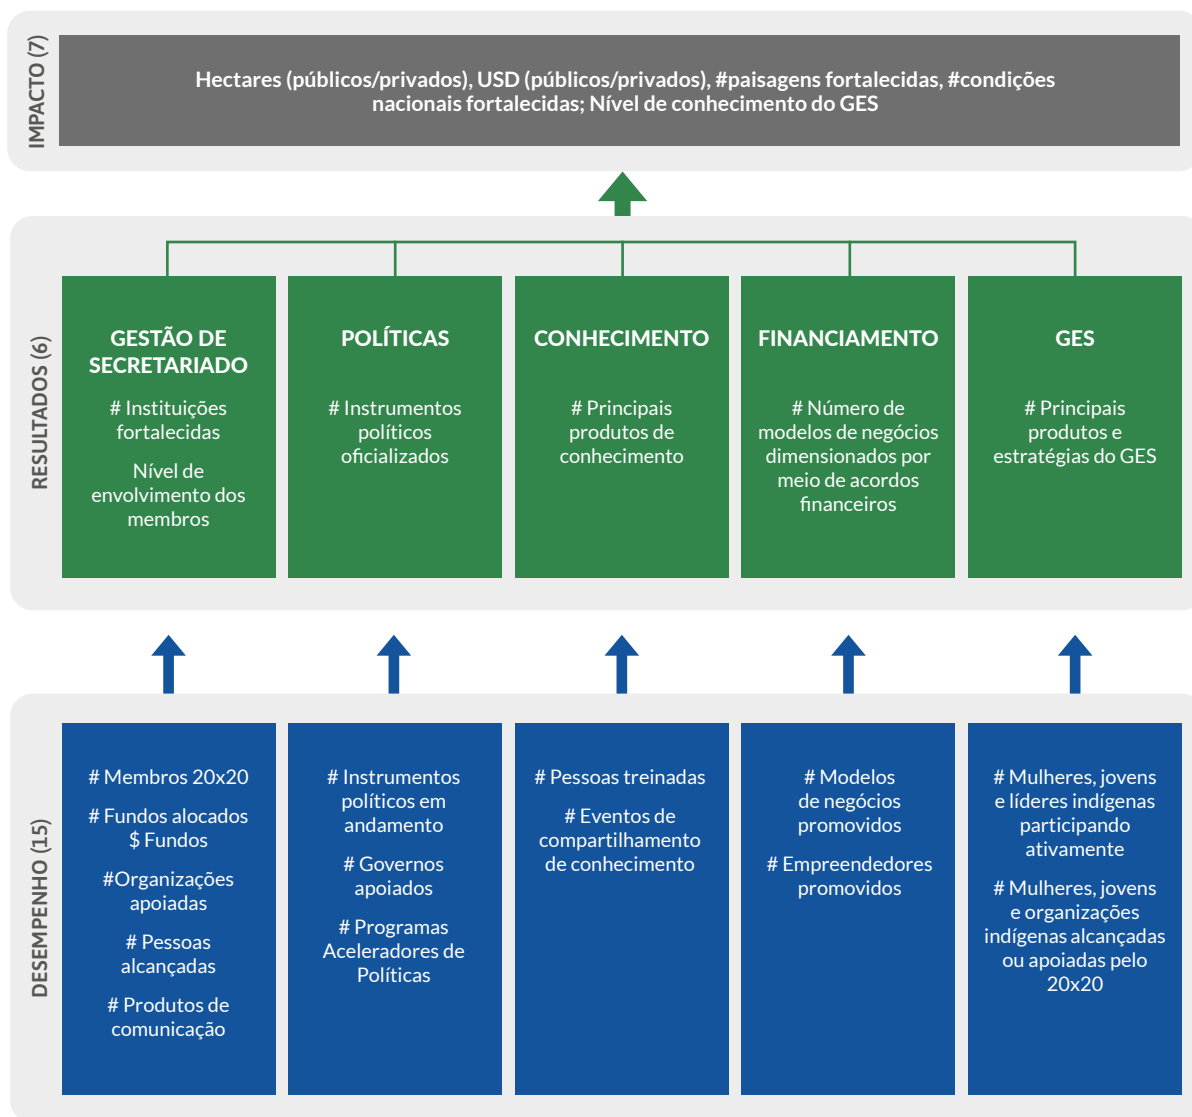 IMPACTO (7)
Hectares (públicos/privados), USD (públicos/privados), #paisagens fortalecidas, #condições
nacionais fortalecidas; Nível de conhecimento do GES
RESULTADOS (6)
GESTÃO DE
SECRETARIADO
# Instituições
fortalecidas
Nível de
envolvimento dos
membros
POLÍTICAS
# Instrumentos
políticos
oficializados
CONHECIMENTO
# Principais
produtos de
conhecimento
FINANCIAMENTO
# Número de
modelos de negócios
dimensionados por
meio de acordos
financeiros
GES
# Principais
produtos e
estratégias do GES
DESEMPENHO (15)
# Membros 20x20
# Fundos alocados
$ Fundos
#Organizações
apoiadas
# Pessoas
alcançadas
# Produtos de
comunicação
# Instrumentos
políticos em
andamento
# Governos
apoiados
# Programas
Aceleradores de
Políticas
# Pessoas treinadas
# Eventos de
compartilhamento
de conhecimento
# Modelos
de negócios
promovidos
# Empreendedores
promovidos
# Mulheres, jovens
e líderes indígenas
participando
ativamente
# Mulheres, jovens
e organizações
indígenas alcançadas
ou apoiadas pelo
20x20